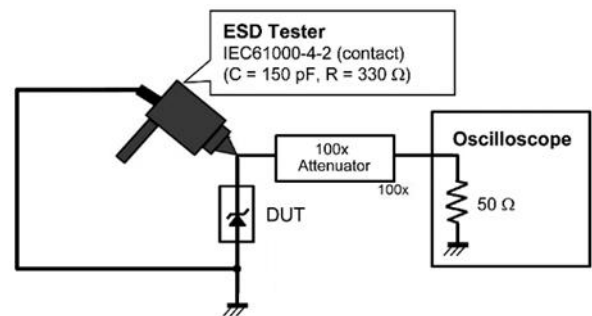 ESD Tester
IEC61000-4-2 (contact)
(C = 150 pF, R = 330 Ω)
100x
Attenuator
100x
Oscilloscope
50 Ω
DUT